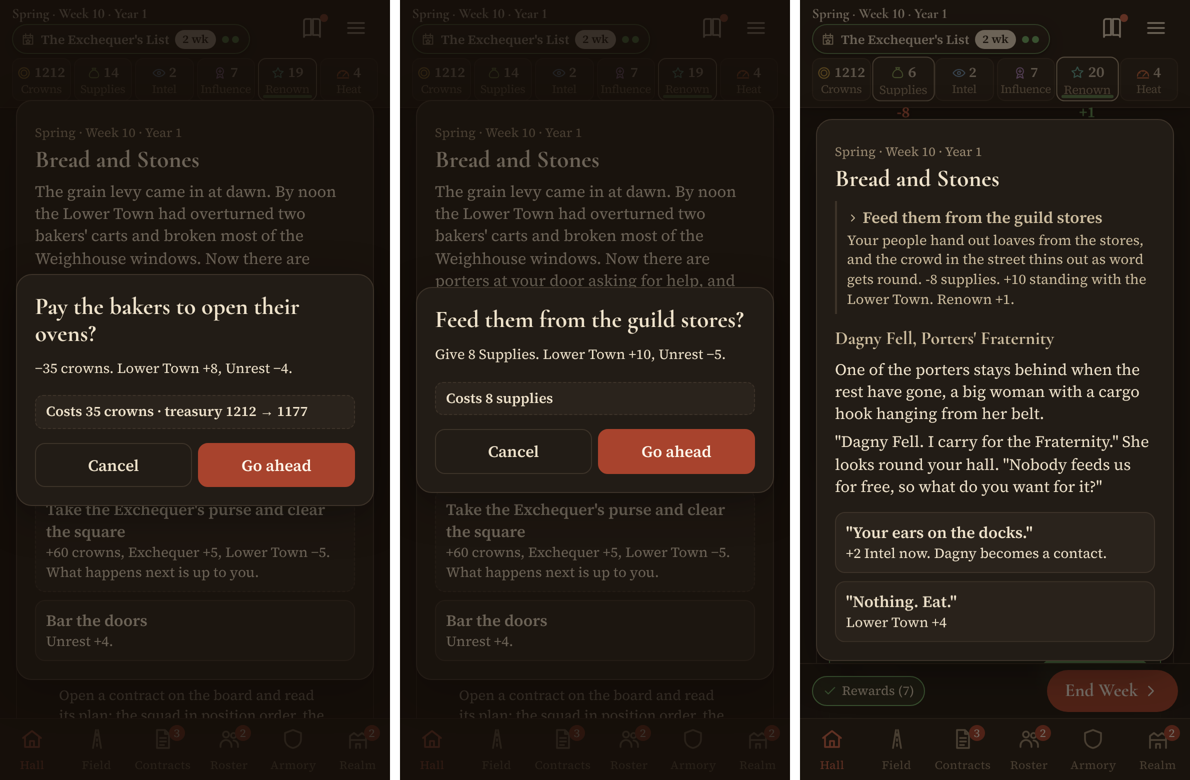 Spring · Week 10 · Year 1
The Exchequer's List 2 wk
1212 14 2 7 19 4
Crowns Supplies Intel Influence Renown Heat
Spring · Week 10 · Year 1
Bread and Stones
The grain levy came in at dawn. By noon
the Lower Town had overturned two
bakers' carts and broken most of the
Weighhouse windows. Now there are
Pay the bakers to open their
ovens?
−35 crowns. Lower Town +8, Unrest −4.
Costs 35 crowns · treasury 1212 → 1177
Cancel Go ahead
Take the Exchequer's purse and clear
the square
+60 crowns, Exchequer +5, Lower Town −5.
What happens next is up to you.
Bar the doors
Unrest +4.
Open a contract on the board and read
its plan: the squad in position order, the
3 2 2
Hall Field Contracts Roster Armory Realm
Spring · Week 10 · Year 1
The Exchequer's List 2 wk
1212 14 2 7 19 4
Crowns Supplies Intel Influence Renown Heat
Spring · Week 10 · Year 1
Bread and Stones
The grain levy came in at dawn. By noon
the Lower Town had overturned two
bakers' carts and broken most of the
Weighhouse windows. Now there are
porters at your door asking for help, and
Feed them from the guild stores?
Give 8 Supplies. Lower Town +10, Unrest −5.
Costs 8 supplies
Cancel Go ahead
Take the Exchequer's purse and clear
the square
+60 crowns, Exchequer +5, Lower Town −5.
What happens next is up to you.
Bar the doors
Unrest +4.
Open a contract on the board and read
its plan: the squad in position order, the
3 2 2
Hall Field Contracts Roster Armory Realm
Spring · Week 10 · Year 1
The Exchequer's List 2 wk
1212 6 2 7 20 4
Crowns Supplies Intel Influence Renown Heat
-8 +1
Spring · Week 10 · Year 1
Bread and Stones
› Feed them from the guild stores
Your people hand out loaves from the stores,
and the crowd in the street thins out as word
gets round. -8 supplies. +10 standing with the
Lower Town. Renown +1.
Dagny Fell, Porters' Fraternity
One of the porters stays behind when the
rest have gone, a big woman with a cargo
hook hanging from her belt.
"Dagny Fell. I carry for the Fraternity." She
looks round your hall. "Nobody feeds us
for free, so what do you want for it?"
"Your ears on the docks."
+2 Intel now. Dagny becomes a contact.
"Nothing. Eat."
Lower Town +4
Rewards (7) End Week
3 2 2
Hall Field Contracts Roster Armory Realm